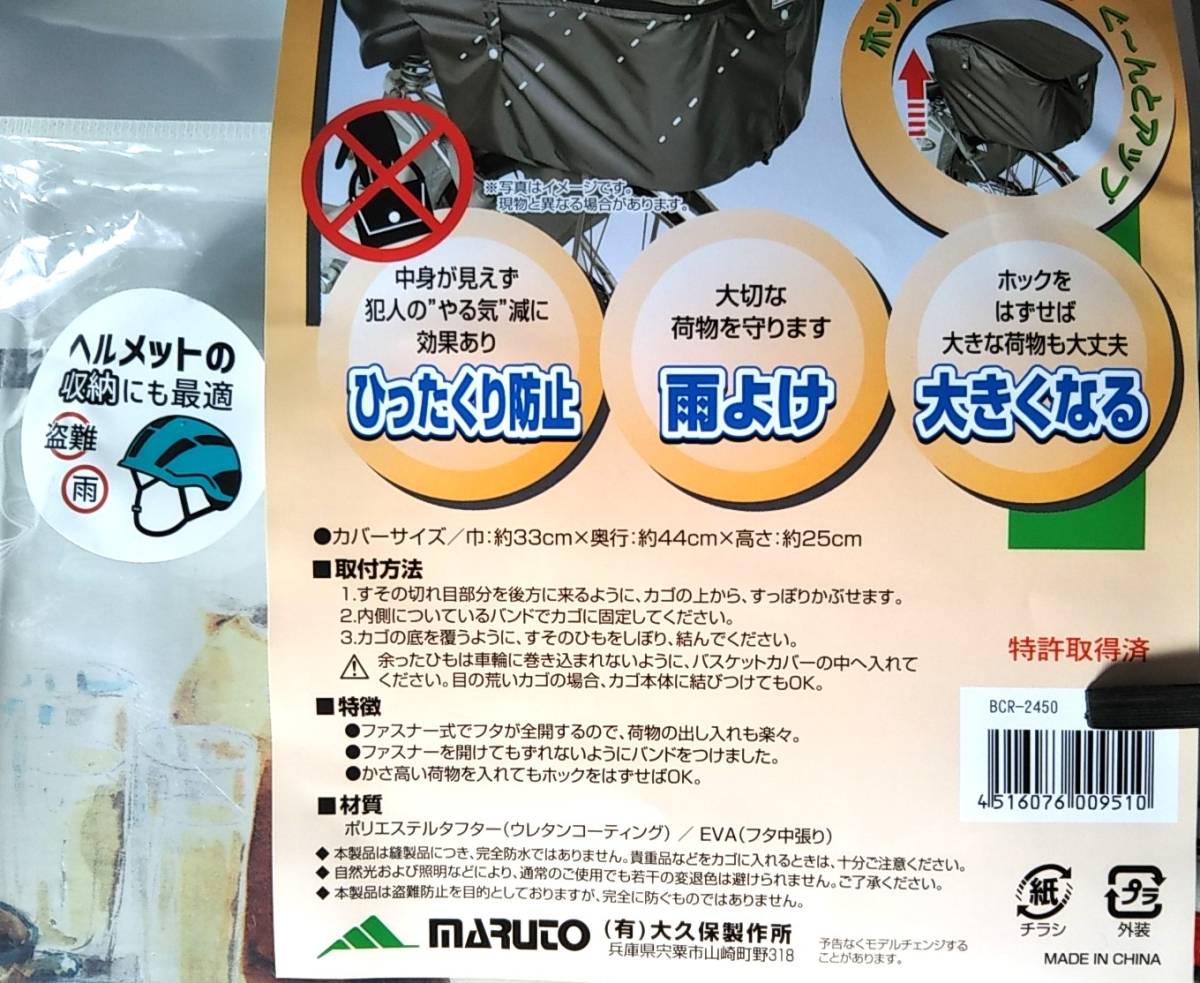 ホック
ぐ〜んとアップ
※写真はイメージです。
現物と異なる場合があります。
中身が見えず
犯人の”やる気”減に
効果あり
ひったくり防止
大切な
荷物を守ります
雨よけ
ホックを
はずせば
大きな荷物も大丈夫
大きくなる
ヘルメットの
収納にも最適
盗難
雨
●カバーサイズ／巾:約33cm×奥行:約44cm×高さ:約25cm
■取付方法
1.すその切れ目部分を後方に来るように、カゴの上から、すっぽりかぶせます。
2.内側についているバンドでカゴに固定してください。
3.カゴの底を覆うように、すそのひもをしぼり、結んでください。
余ったひもは車輪に巻き込まれないように、バスケットカバーの中へ入れて
ください。目の荒いカゴの場合、カゴ本体に結びつけてもOK。
特許取得済
■特徴
●ファスナー式でフタが全開するので、荷物の出し入れも楽々。
●ファスナーを開けてもずれないようにバンドをつけました。
●かさ高い荷物を入れてもホックをはずせばOK。
BCR-2450
4516076009510
■材質
ポリエステルタフター(ウレタンコーティング) ／ EVA(フタ中張り)
◆ 本製品は縫製品につき、完全防水ではありません。貴重品などをカゴに入れるときは、十分ご注意ください。
◆ 自然光および照明などにより、通常のご使用でも若干の変退色は避けられません。ご了承ください。
◆ 本製品は盗難防止を目的としておりますが、完全に防ぐものではありません。
紙
チラシ
プラ
外装
MARUTO (有)大久保製作所
兵庫県宍粟市山崎町野318
予告なくモデルチェンジする
ことがあります。
MADE IN CHINA